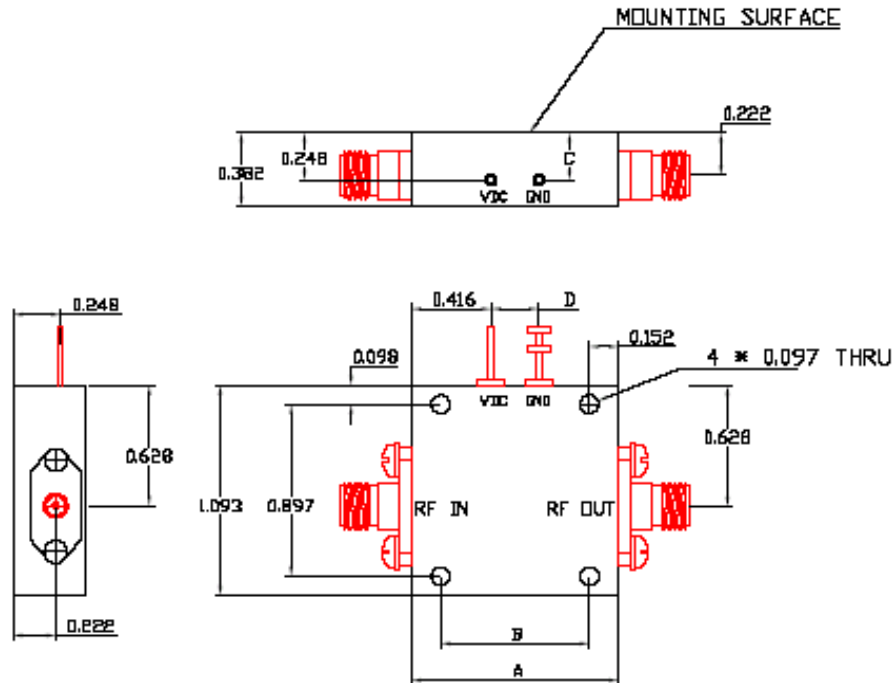 MOUNTING SURFACE
0.222
0.248
C
0.382
VDC GND
0.248
0.416
D
0.152
0.098
4 * 0.097 THRU
VDC GND
0.628
0.628
1.093
0.897
RF IN
RF OUT
0.222
B
A